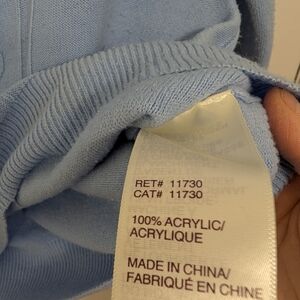 RET# 11730
CAT# 11730
100% ACRYLIC/
ACRYLIQUE
MADE IN CHINA/
FABRIQUÉ EN CHINE